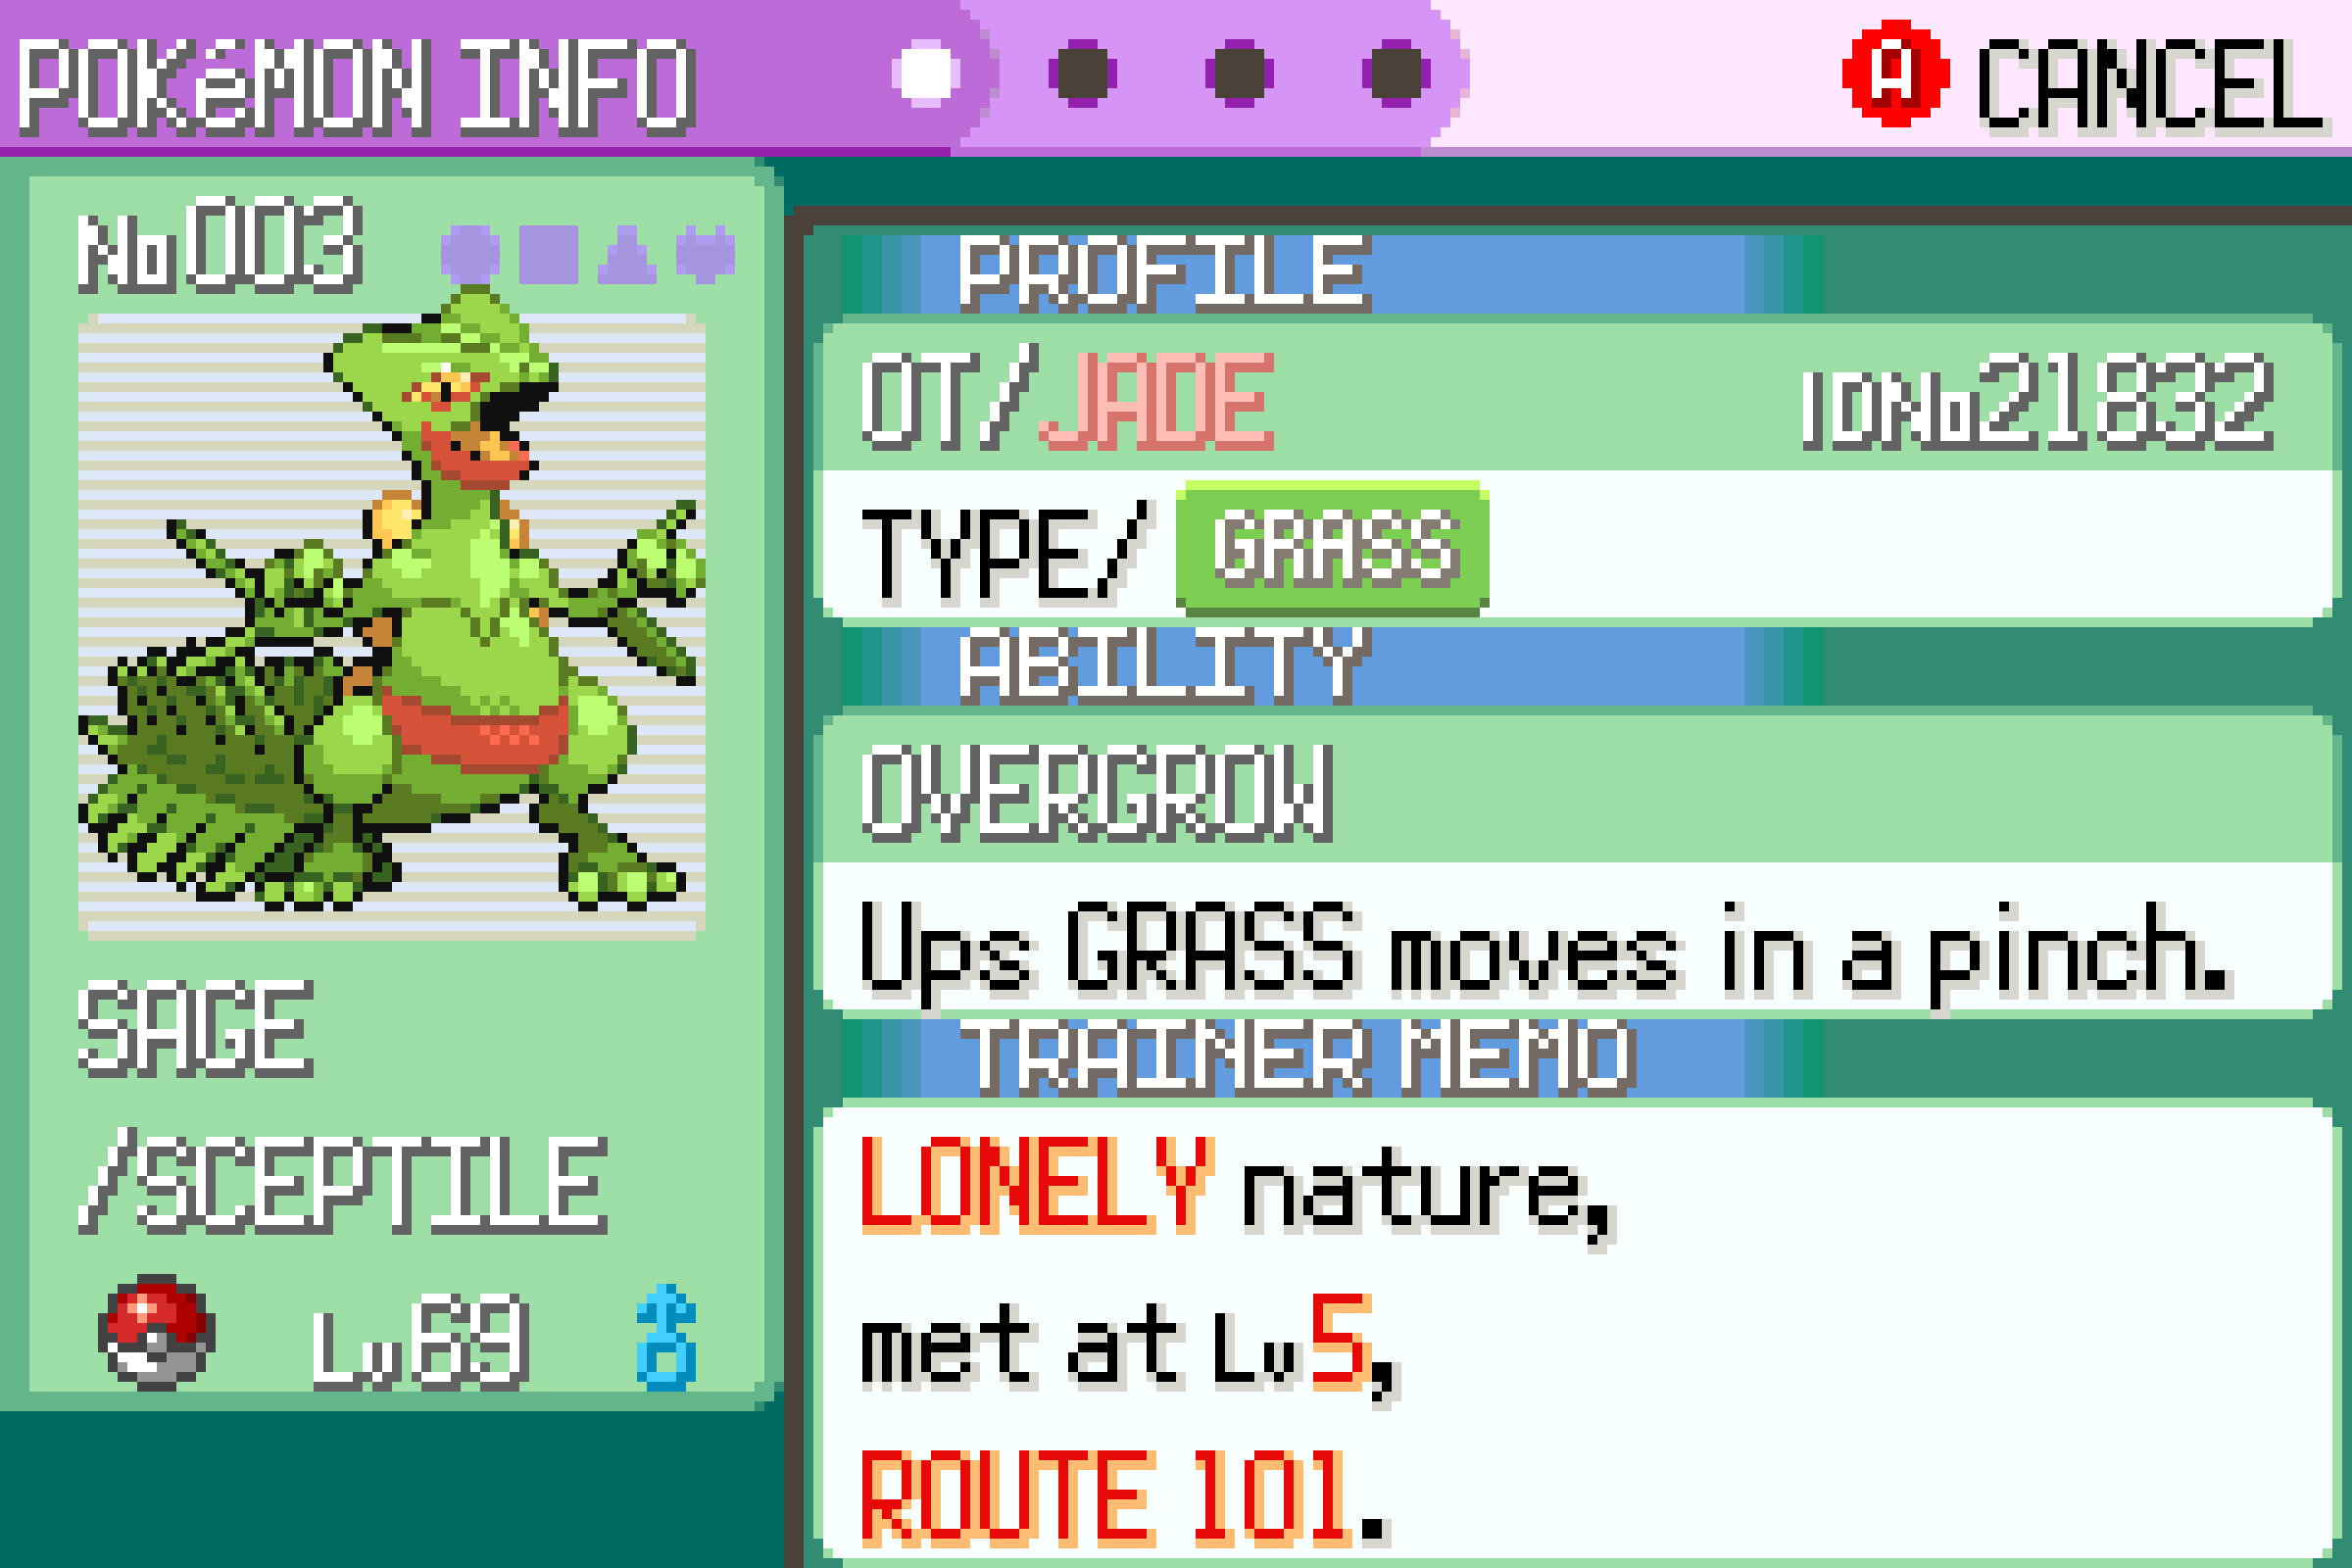 POKéMON INFO
A CANCEL
No003
PROFILE
OT/JADE
IDNo21832
TYPE/ GRASS
ABILITY
OVERGROW
Ups GRASS moves in a pinch.
SAGE
/SCEPTILE
Lv69 ♂
TRAINER MEMO
LONELY nature,
met at Lv5,
ROUTE 101.